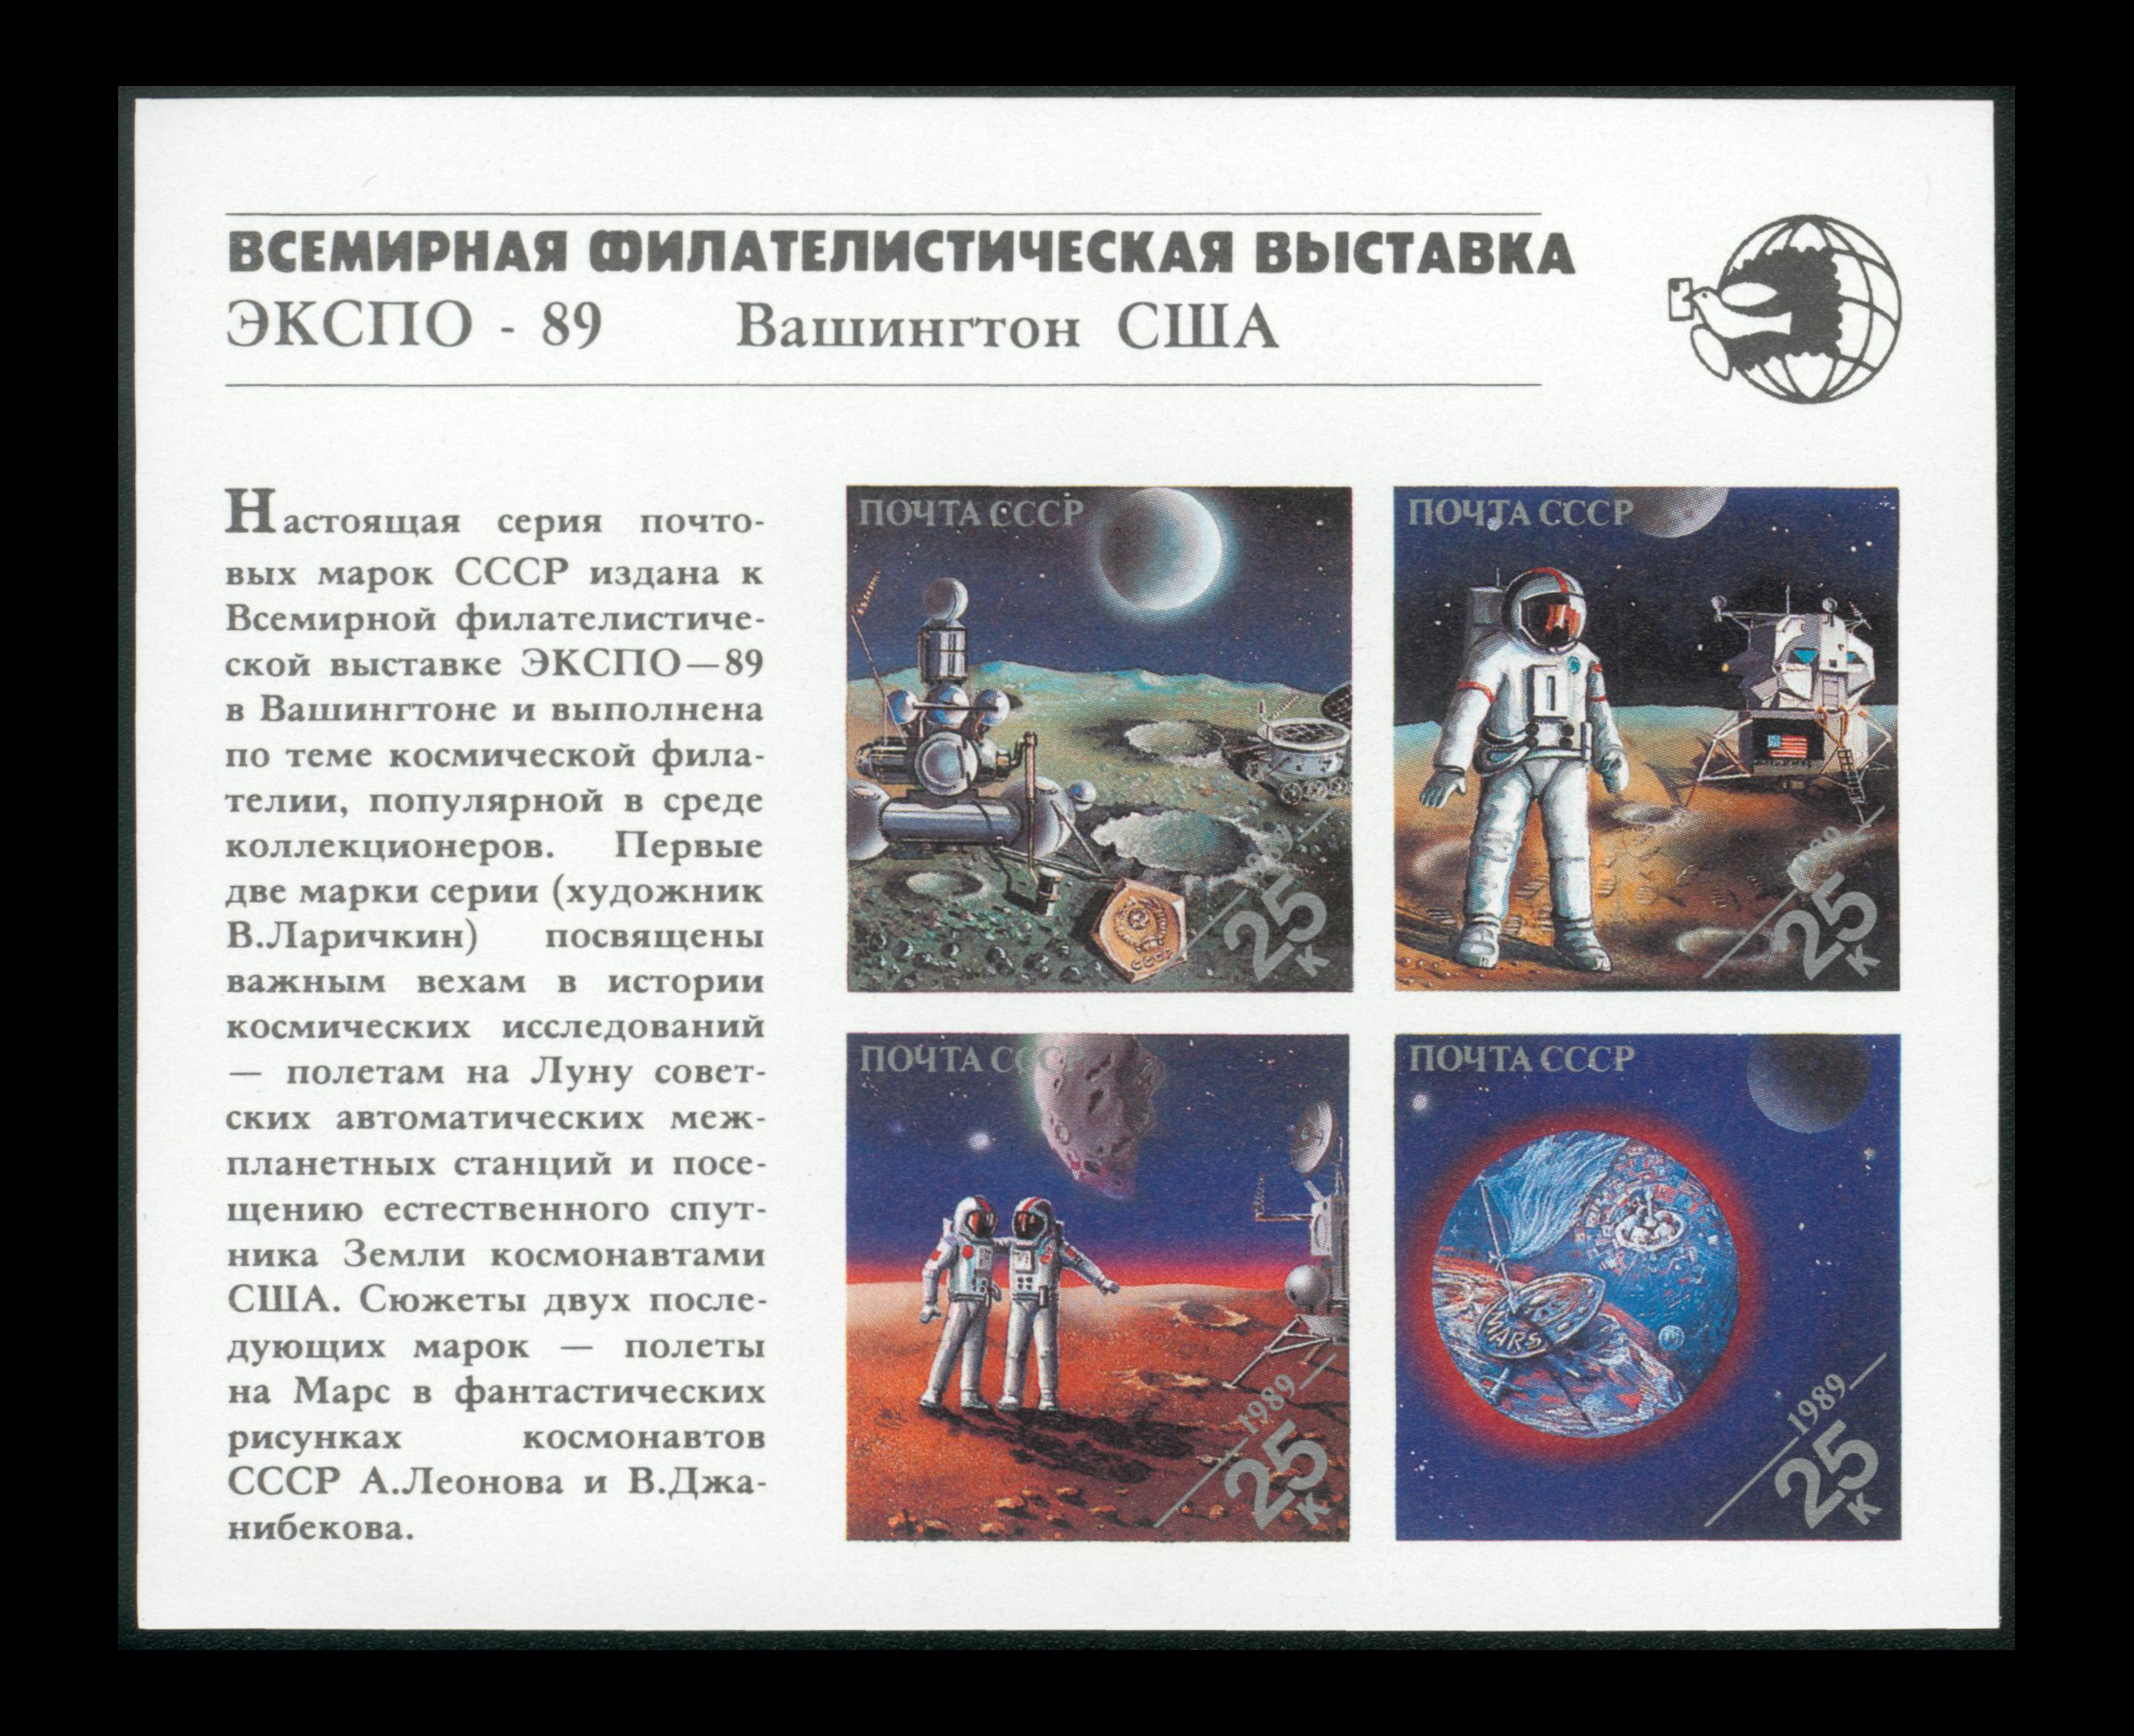 ВСЕМИРНАЯ ФИЛАТЕЛИСТИЧЕСКАЯ ВЫСТАВКА
ЭКСПО - 89 Вашингтон США
Настоящая серия почто-
вых марок СССР издана к
Всемирной филателистиче-
ской выставке ЭКСПО—89
в Вашингтоне и выполнена
по теме космической фила-
телии, популярной в среде
коллекционеров. Первые
две марки серии (художник
В.Ларичкин) посвящены
важным вехам в истории
космических исследований
— полетам на Луну совет-
ских автоматических меж-
планетных станций и посе-
щению естественного спут-
ника Земли космонавтами
США. Сюжеты двух после-
дующих марок — полеты
на Марс в фантастических
рисунках космонавтов
СССР А.Леонова и В.Джа-
нибекова.
ПОЧТА СССР
1989
25
к
ПОЧТА СССР
1989
25
к
ПОЧТА СССР
1989
25
к
ПОЧТА СССР
MARS
1989
25
к